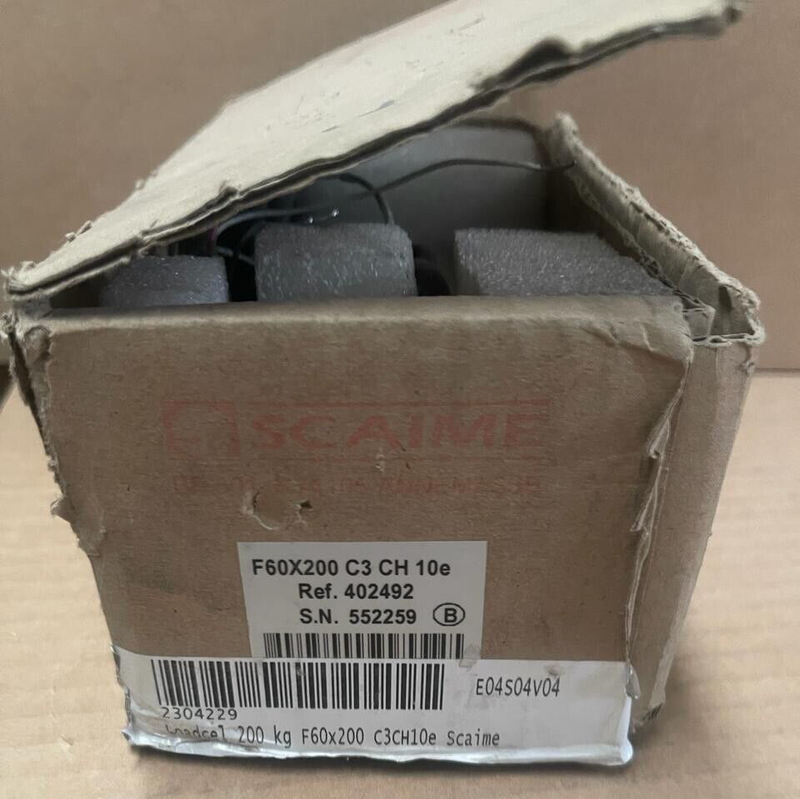 SCAIME
F60X200 C3 CH 10e
Ref. 402492
S.N. 552259 B
E04S04V04
2304229
Loadcel 200 kg F60x200 C3CH10e Scaime